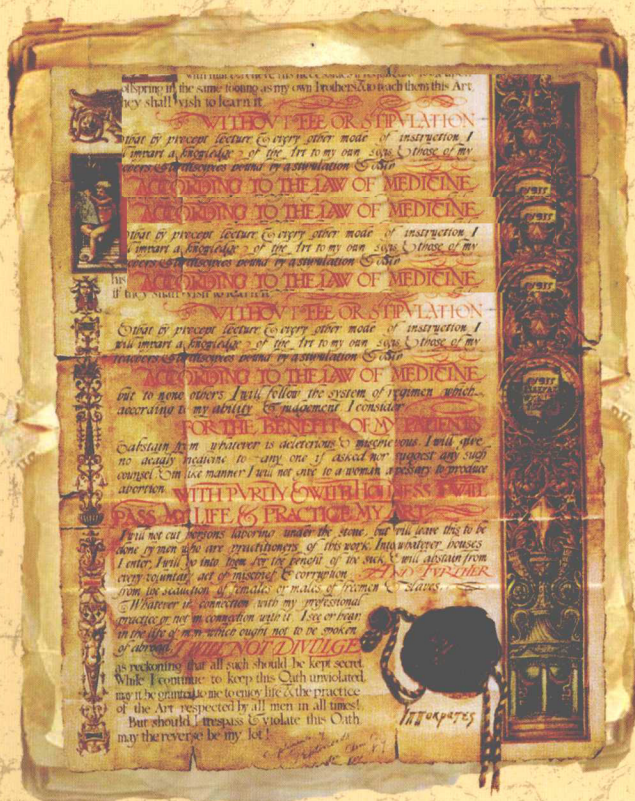 offspring in the same footing as my own brothers & to teach them this Art,
they shall wish to learn it
WITHOVT FEE OR STIPVLATION
that by precept lecture & every other mode of instruction I
impart a knowledge of the Art to my own sons & those of my
bound by a stipulation & oath
ACCORDING TO THE LAW OF MEDICINE
ACCORDING TO THE LAW OF MEDICINE
that by precept lecture & every other mode of instruction I
impart a knowledge of the Art to my own sons & those of my
bound by a stipulation & oath
his ACCORDING TO THE LAW OF MEDICINE
if they shall wish to learn it
WITHOVT FEE OR STIPVLATION
& that by precept lecture & every other mode of instruction I
will impart a knowledge of the Art to my own sons & those of my
teachers & bound by a stipulation & oath
ACCORDING TO THE LAW OF MEDICINE
but to none others I will follow the system of regimen which
according to my ability & judgement I consider
FOR THE BENEFIT OF MY PATIENTS
& abstain from whatever is deleterious & mischievous. I will give
no deadly medicine to any one if asked nor suggest any such
counsel & in like manner I will not give to a woman a pessary to produce
abortion. WITH PVRITY & WITH HOLINESS I WILL
PASS MY LIFE & PRACTICE MY ART
I will not cut persons laboring under the stone, but will leave this to be
done by men who are practitioners of this work. Into whatever houses
I enter, I will go into them for the benefit of the sick & will abstain from
every voluntary act of mischief & corruption AND FVRTHER
from the seduction of females or males of freemen & slaves.
Whatever in connection with my professional
practice or not in connection with it I see or hear
in the life of men which ought not to be spoken
of abroad I WILL NOT DIVULGE
as reckoning that all such should be kept secret
While I continue to keep this Oath unviolated
may it be granted to me to enjoy life & the practice
of the Art respected by all men in all times!
But should I trespass & violate this Oath
may the reverse be my lot!
Ἱπποκρατες